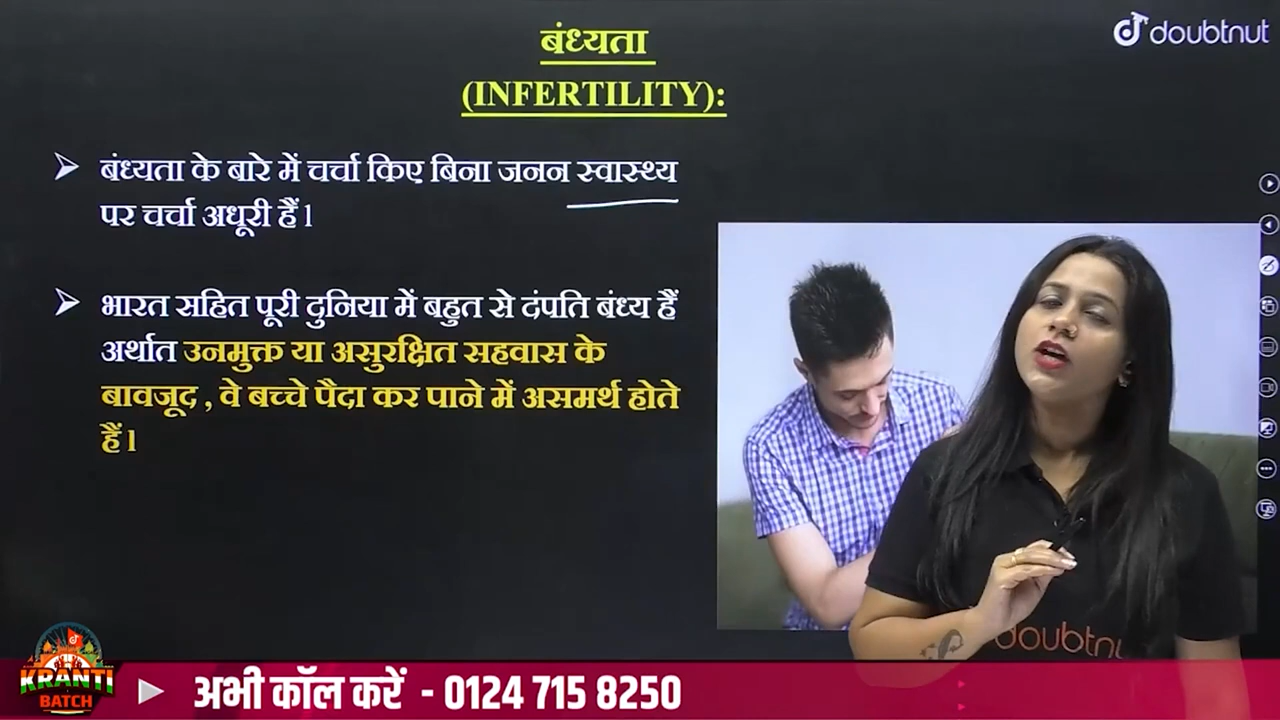 बंध्यता
(INFERTILITY):
doubtnut
बंध्यता के बारे में चर्चा किए बिना जनन स्वास्थ्य
पर चर्चा अधूरी हैं l
भारत सहित पूरी दुनिया में बहुत से दंपति बंध्य हैं
अर्थात उनमुक्त या असुरक्षित सहवास के
बावजूद , वे बच्चे पैदा कर पाने में असमर्थ होते
हैं l
doubtnu
KRANTI
BATCH
अभी कॉल करें - 0124 715 8250